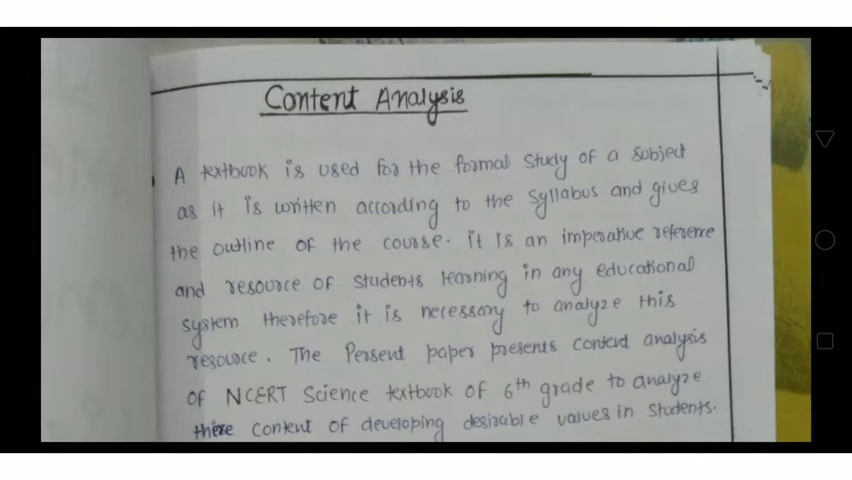 Content Analysis
A textbook is used for the formal study of a subject
as it is written according to the syllabus and gives
the outline of the course. it is an imperative reference
and resource of students learning in any educational
system therefore it is necessary to analyze this
resource. The Persent paper presents content analysis
of NCERT Science textbook of 6th grade to analyze
there content of developing desirable values in students.